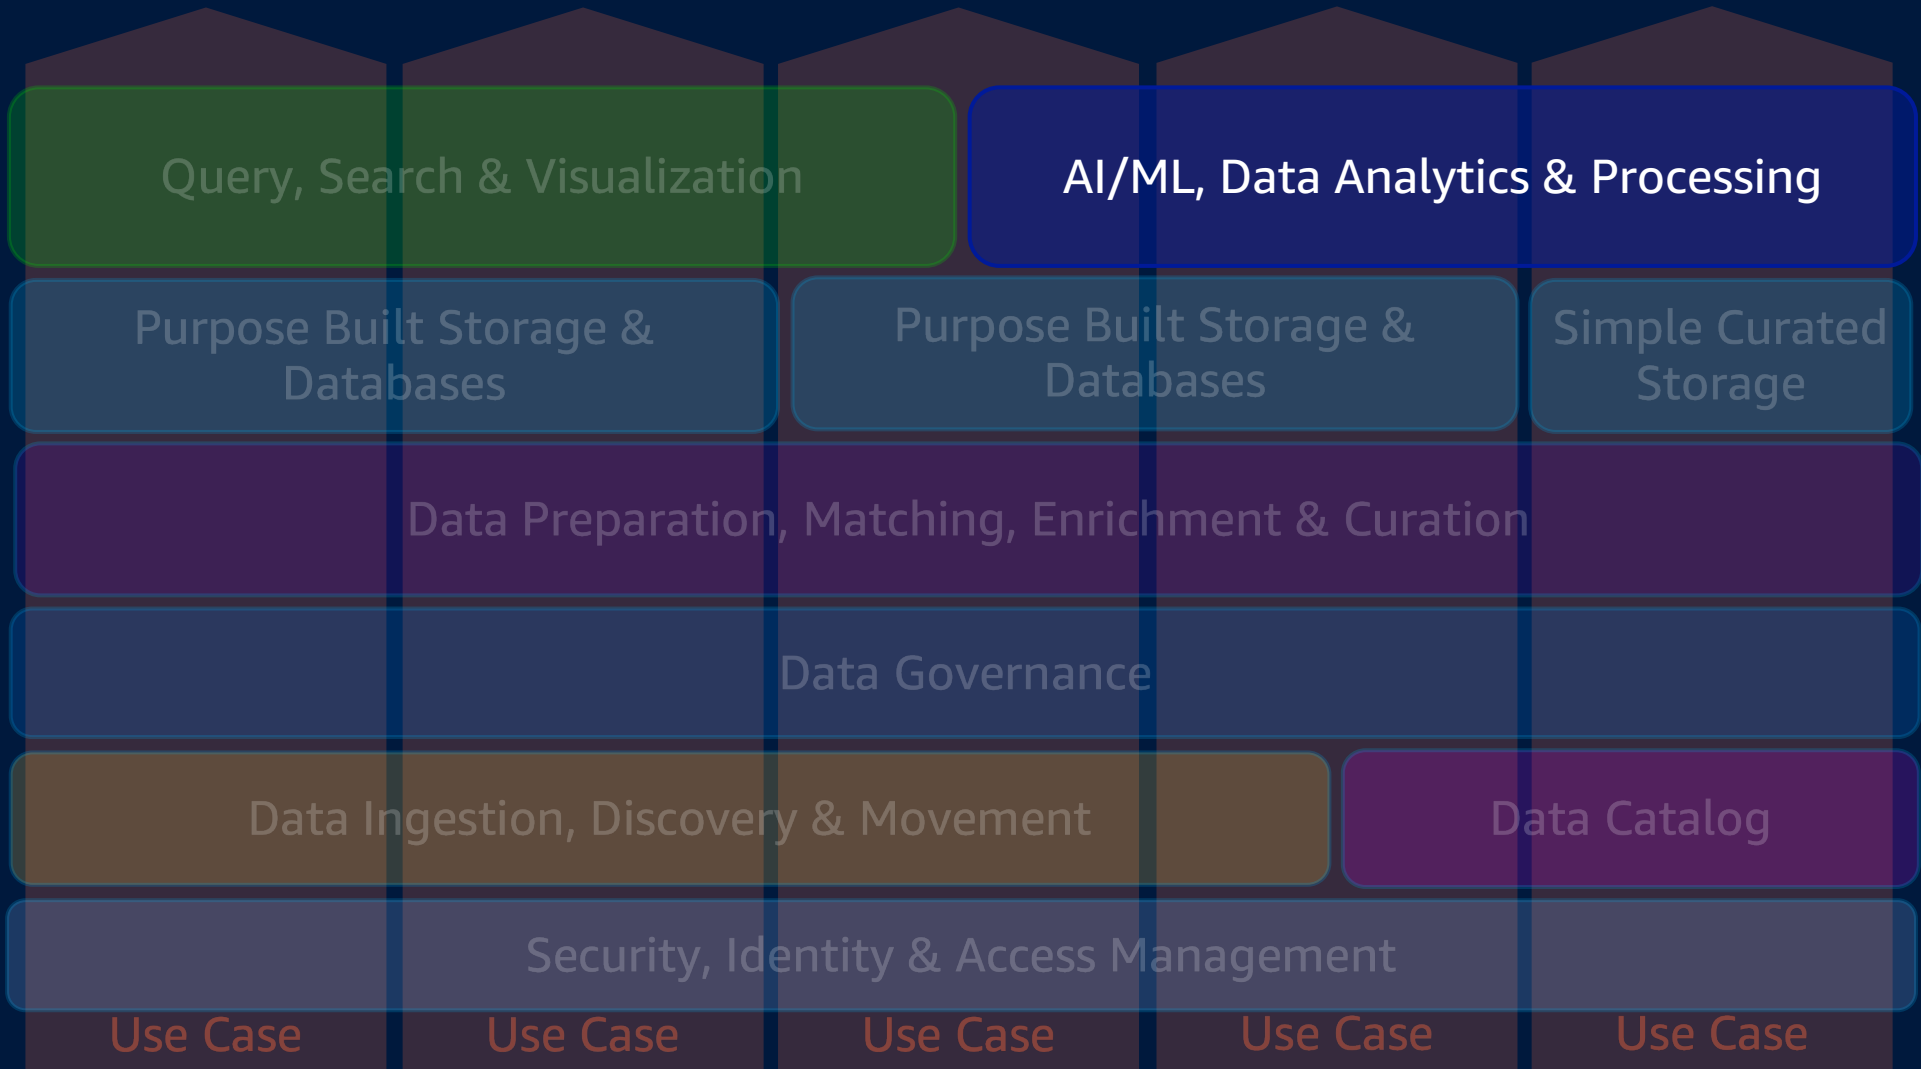 Query, Search & Visualization
AI/ML, Data Analytics & Processing
Purpose Built Storage &
Databases
Purpose Built Storage &
Databases
Simple Curated
Storage
Data Preparation, Matching, Enrichment & Curation
Data Governance
Data Ingestion, Discovery & Movement
Data Catalog
Security, Identity & Access Management
Use Case
Use Case
Use Case
Use Case
Use Case